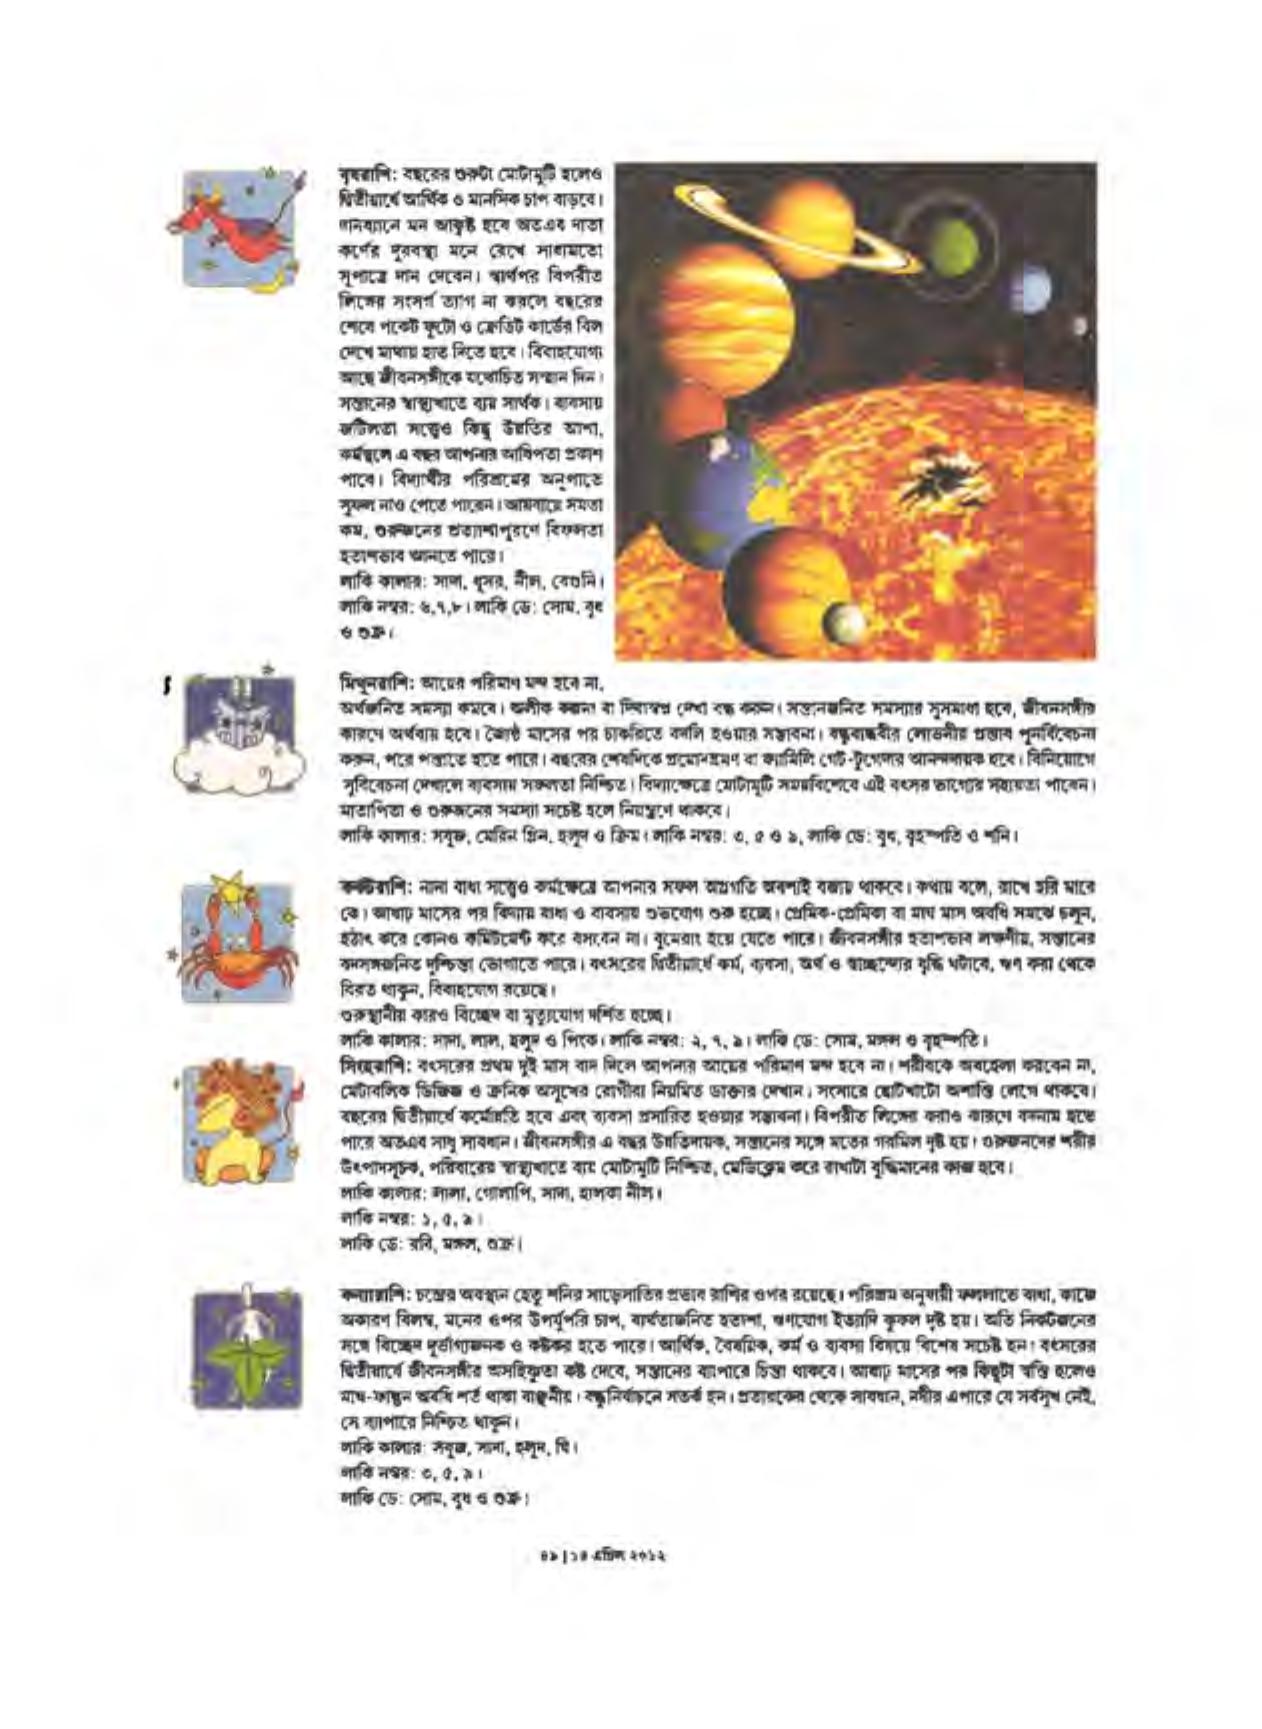 বৃষরাশি: বছরের শুরুটা মোটামুটি হলেও
দ্বিতীয়ার্ধে আর্থিক ও মানসিক চাপ বাড়বে।
দানধ্যানে মন আকৃষ্ট হবে অতএব দাতা
কর্ণের দুরবস্থা মনে রেখে সাধ্যমতো
সুপাত্রে দান দেবেন। স্বার্থপর বিপরীত
লিঙ্গের সংসর্গ ত্যাগ না করলে বছরের
শেষে পকেট ফুটো ও ক্রেডিট কার্ডের বিল
দেখে মাথায় হাত দিতে হবে। বিবাহযোগ্য
আছে জীবনসঙ্গীকে যথোচিত সম্মান দিন।
সন্তানের স্বাস্থ্যখাতে ব্যয় সার্থক। ব্যবসায়
জটিলতা সত্ত্বেও কিছু উন্নতির আশা,
কর্মস্থলে এ বছর আপনার আধিপত্য প্রকাশ
পাবে। বিদ্যার্থীর পরিশ্রমের অনুপাতে
সুফল নাও পেতে পারেন। আয়ব্যয়ে সমতা
কম, গুরুজনের প্রত্যাশাপূরণে বিফলতা
হতাশভাব আনতে পারে।
লাকি কালার: সাদা, ধূসর, নীল, বেগুনি।
লাকি নম্বর: ৬,৭,৮। লাকি ডে: সোম, বুধ
ও শুক্র।
মিথুনরাশি: আয়ের পরিমাণ মন্দ হবে না,
অর্থজনিত সমস্যা কমবে। অলীক কল্পনা বা দিবাস্বপ্ন দেখা বন্ধ করুন। সন্তানজনিত সমস্যার সুসমাধা হবে, জীবনসঙ্গীর
কারণে অর্থব্যয় হবে। জ্যৈষ্ঠ মাসের পর চাকরিতে বদলি হওয়ার সম্ভাবনা। বন্ধুবান্ধবীর লোভনীয় প্রস্তাব পুনর্বিবেচনা
করুন, পরে পস্তাতে হতে পারে। বছরের শেষদিকে প্রমোদভ্রমণ বা ফ্যামিলি গেট-টুগেদার আনন্দদায়ক হবে। বিনিয়োগে
সুবিবেচনা দেখালে ব্যবসায় সফলতা নিশ্চিত। বিদ্যাক্ষেত্রে মোটামুটি সময়বিশেষে এই বৎসর ভাগ্যের সহায়তা পাবেন।
মাতাপিতা ও গুরুজনের সমস্যা সচেষ্ট হলে নিয়ন্ত্রণে থাকবে।
লাকি কালার: সবুজ, মেরিন গ্রিন, হলুদ ও ক্রিম। লাকি নম্বর: ৩, ৫ ও ৯, লাকি ডে: বুধ, বৃহস্পতি ও শনি।
কর্কটরাশি: নানা বাধা সত্ত্বেও কর্মক্ষেত্রে আপনার সফল অগ্রগতি অবশ্যই বজায় থাকবে। কথায় বলে, রাখে হরি মারে
কে। আষাঢ় মাসের পর বিদ্যায় বাধা ও ব্যবসায় শুভযোগ শুরু হচ্ছে। প্রেমিক-প্রেমিকা বা মাঘ মাস অবধি সমঝে চলুন,
হঠাৎ করে কোনও কমিটমেন্ট করে বসবেন না। বুমেরাং হয়ে যেতে পারে। জীবনসঙ্গীর হতাশভাব লক্ষণীয়, সন্তানের
বদসঙ্গজনিত দুশ্চিন্তা ভোগাতে পারে। বৎসরের দ্বিতীয়ার্ধে কর্ম, ব্যবসা, অর্থ ও স্বাচ্ছন্দ্যের বৃদ্ধি ঘটাবে, ঋণ করা থেকে
বিরত থাকুন, বিবাহযোগ রয়েছে।
গুরুস্থানীয় কারও বিচ্ছেদ বা মৃত্যুযোগ দর্শিত হচ্ছে।
লাকি কালার: সাদা, লাল, হলুদ ও পিংক। লাকি নম্বর: ২, ৭, ৯। লাকি ডে: সোম, মঙ্গল ও বৃহস্পতি।
সিংহরাশি: বৎসরের প্রথম দুই মাস বাদ দিলে আপনার আয়ের পরিমাণ মন্দ হবে না। শরীরকে অবহেলা করবেন না,
মেটাবলিক ডিজিজ ও ক্রনিক অসুখের রোগীরা নিয়মিত ডাক্তার দেখান। সংসারে ছোটখাটো অশান্তি লেগে থাকবে।
বছরের দ্বিতীয়ার্ধে কর্মোন্নতি হবে এবং ব্যবসা প্রসারিত হওয়ার সম্ভাবনা। বিপরীত লিঙ্গের কারও কারণে বদনাম হতে
পারে অতএব সাধু সাবধান। জীবনসঙ্গীর এ বছর উন্নতিদায়ক, সন্তানের সঙ্গে মতের গরমিল দৃষ্ট হয়। গুরুজনদের শরীর
উৎপাদসূচক, পরিবারের স্বাস্থ্যখাতে ব্যয় মোটামুটি নিশ্চিত, মেডিক্লেম করে রাখাটা বুদ্ধিমানের কাজ হবে।
লাকি কালার: লালা, গোলাপি, সাদা, হালকা নীল।
লাকি নম্বর: ১, ৫, ৯।
লাকি ডে: রবি, মঙ্গল, শুক্র।
কন্যারাশি: চন্দ্রের অবস্থান হেতু শনির সাড়েসাতির প্রভাব রাশির ওপর রয়েছে। পরিশ্রম অনুযায়ী ফললাভে বাধা, কাজে
অকারণ বিলম্ব, মনের ওপর উপর্যুপরি চাপ, ব্যর্থতাজনিত হতাশা, ঋণযোগ ইত্যাদি কুফল দৃষ্ট হয়। অতি নিকটজনের
সঙ্গে বিচ্ছেদ দুর্ভাগ্যজনক ও কষ্টকর হতে পারে। আর্থিক, বৈষয়িক, কর্ম ও ব্যবসা বিষয়ে বিশেষ সচেষ্ট হন। বৎসরের
দ্বিতীয়ার্ধে জীবনসঙ্গীর অসহিষ্ণুতা কষ্ট দেবে, সন্তানের ব্যাপারে চিন্তা থাকবে। আষাঢ় মাসের পর কিছুটা স্বস্তি হলেও
মাঘ-ফাল্গুন অবধি শর্ত থাকা বাঞ্ছনীয়। বন্ধুনির্বাচনে সতর্ক হন। প্রতারকের থেকে সাবধান, নদীর এপারে যে সর্বসুখ নেই,
সে ব্যাপারে নিশ্চিত থাকুন।
লাকি কালার: সবুজ, সাদা, হলুদ, ঘি।
লাকি নম্বর: ৩, ৫, ৯।
লাকি ডে: সোম, বুধ ও শুক্র।
৪৯ | ১৪ এপ্রিল ২০১২